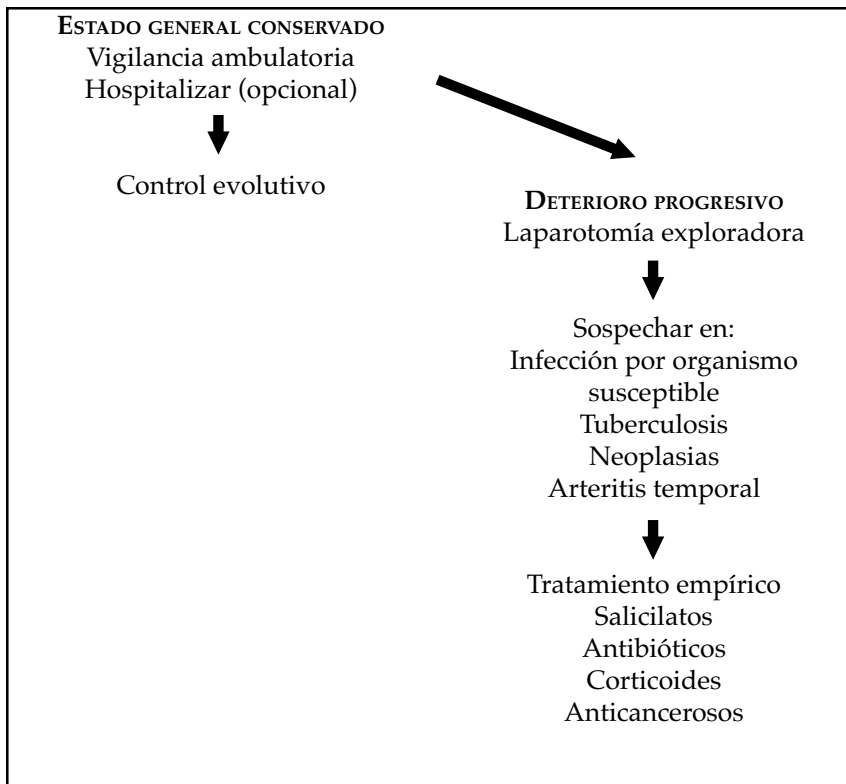 ESTADO GENERAL CONSERVADO
Vigilancia ambulatoria
Hospitalizar (opcional)
Control evolutivo
DETERIORO PROGRESIVO
Laparotomía exploradora
Sospechar en:
Infección por organismo
susceptible
Tuberculosis
Neoplasias
Arteritis temporal
Tratamiento empírico
Salicilatos
Antibióticos
Corticoides
Anticancerosos